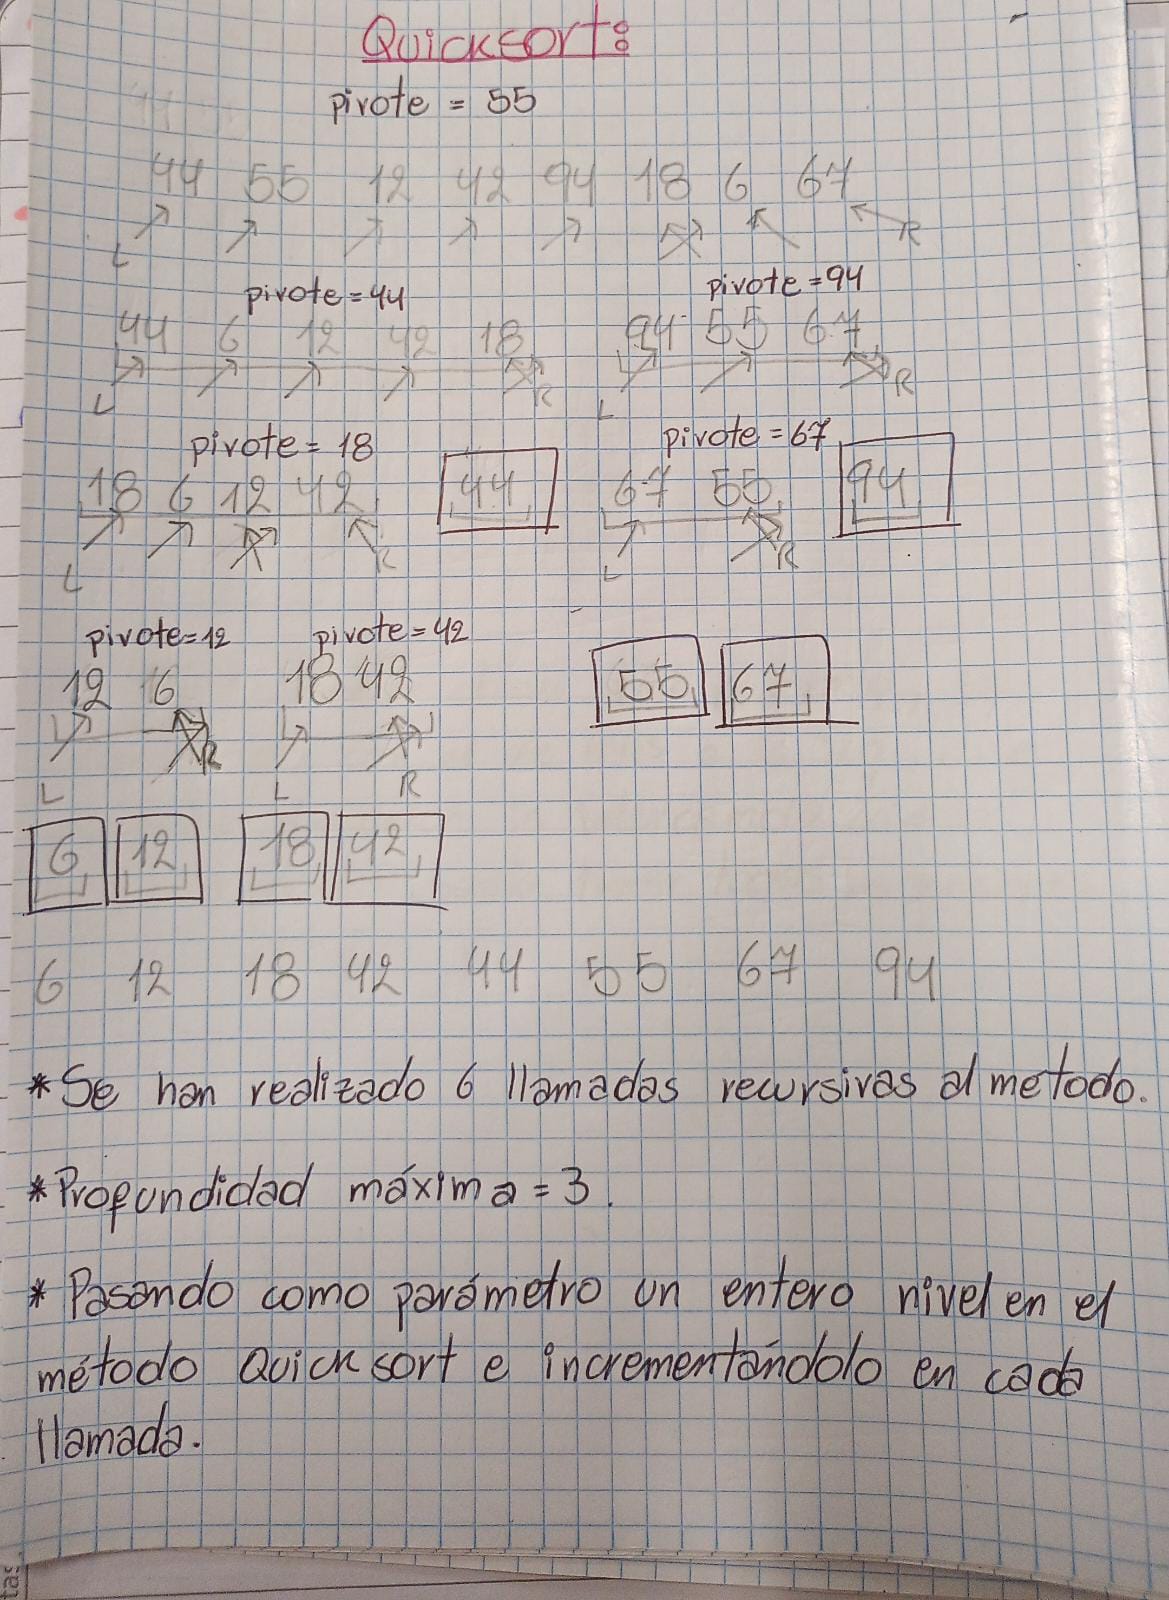 Quicksort:
pivote = 55
44 55 12 42 94 18 6 67
L R
pivote=44 pivote=94
44 6 12 42 18 94 55 67
L R L R
pivote=18 pivote=67
18 6 12 42 44 67 55 94
L R L R
pivote=12 pivote=42
12 6 18 42 55 67
L R L R
6 12 18 42
6 12 18 42 44 55 67 94
* Se han realizado 6 llamadas recursivas al metodo.
* Profundidad máxima = 3.
* Pasando como parámetro un entero nivel en el
método Quick sort e incrementándolo en cada
llamada.